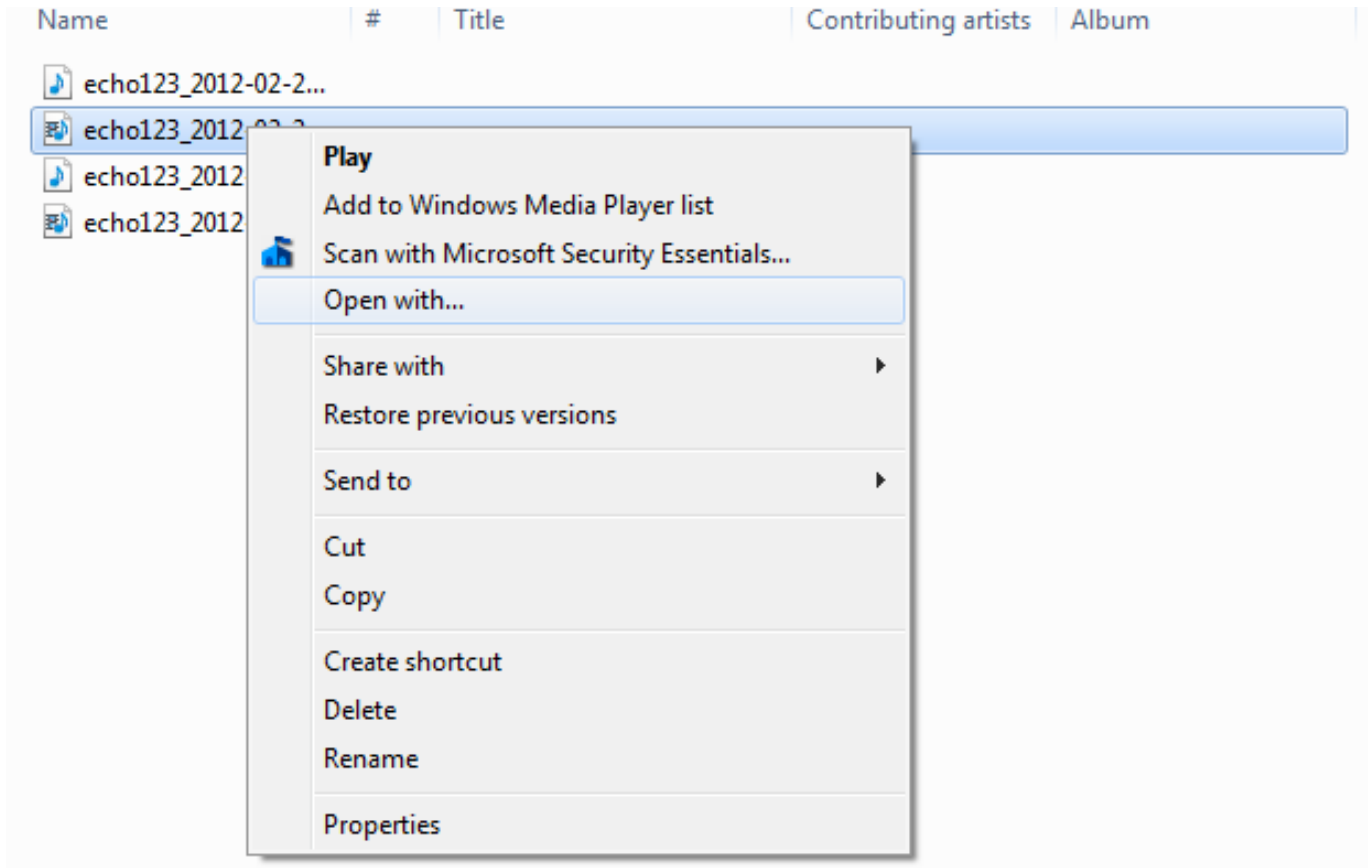 Name # Title Contributing artists Album
echo123_2012-02-2...
echo123_2012-02-2
echo123_2012
echo123_2012
Play
Add to Windows Media Player list
Scan with Microsoft Security Essentials...
Open with...
Share with
Restore previous versions
Send to
Cut
Copy
Create shortcut
Delete
Rename
Properties